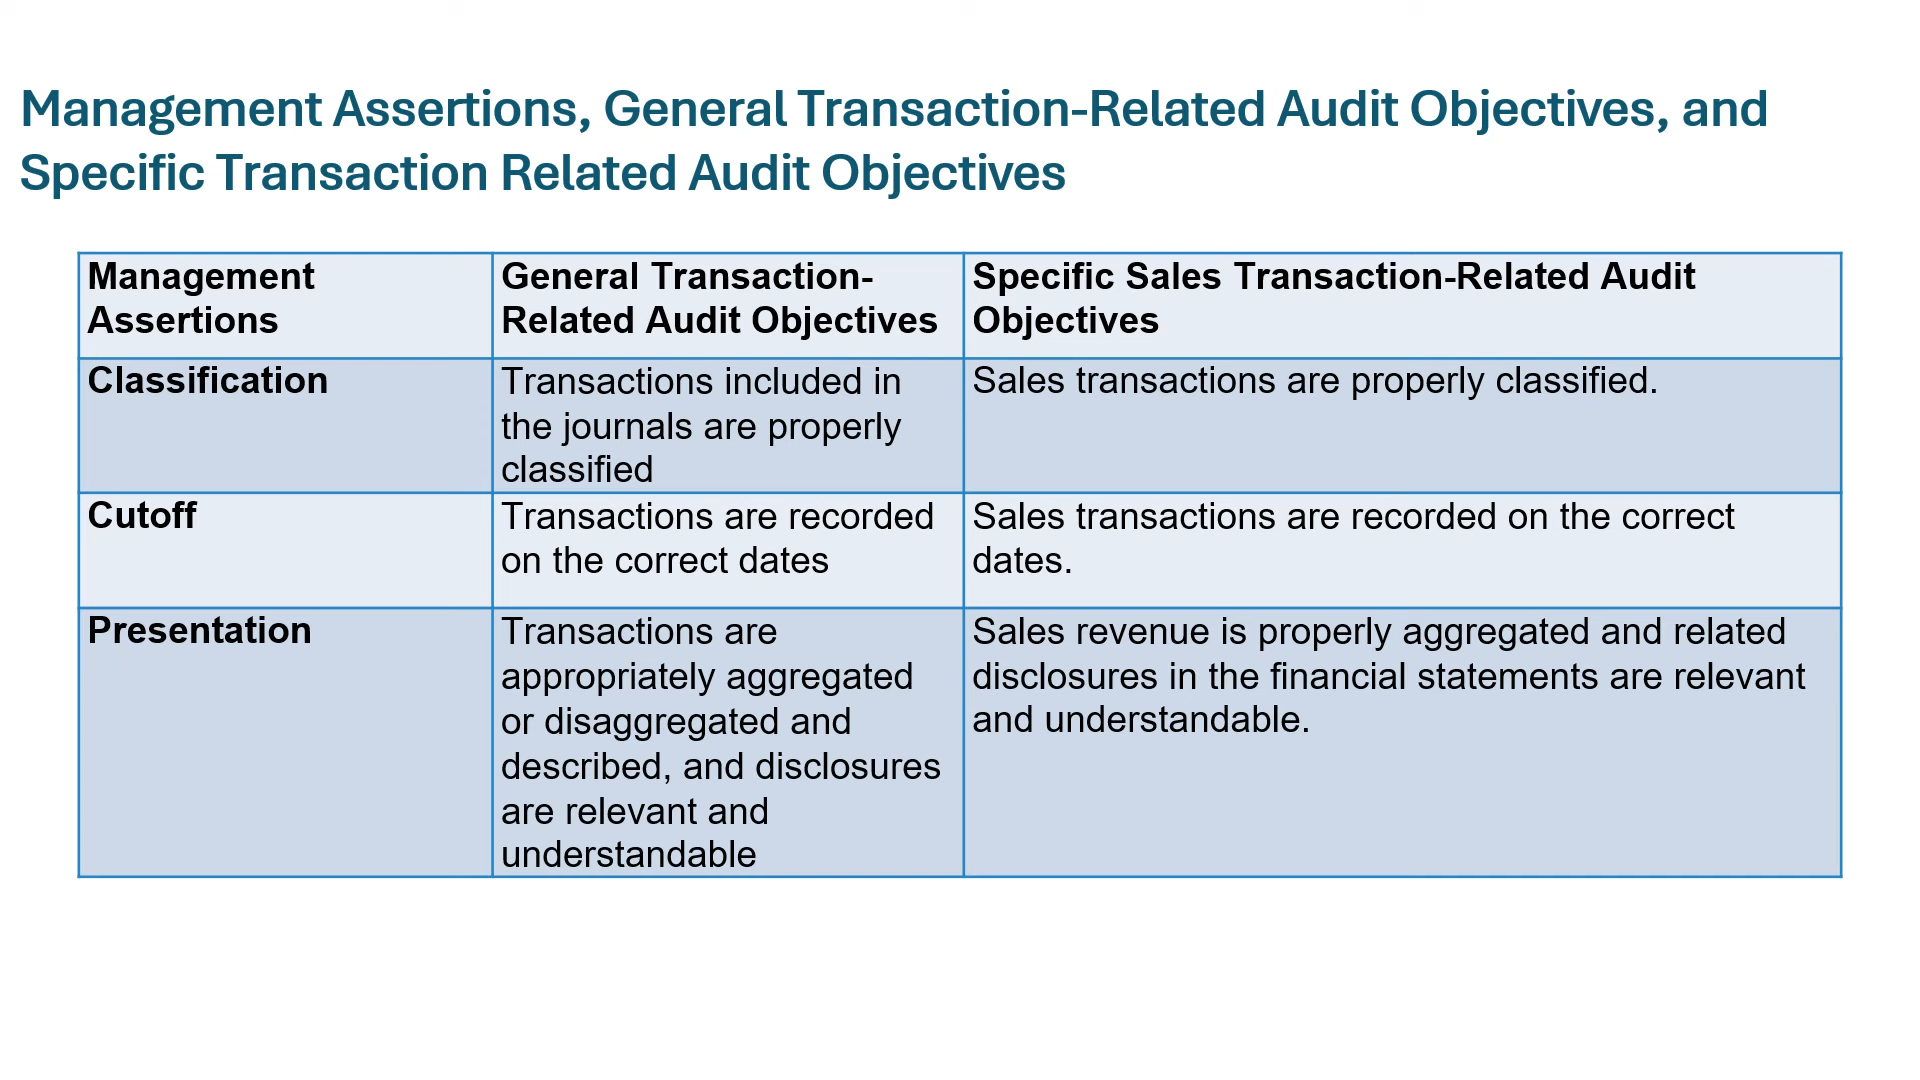 Management Assertions, General Transaction-Related Audit Objectives, and
Specific Transaction Related Audit Objectives
Management
Assertions
General Transaction-
Related Audit Objectives
Specific Sales Transaction-Related Audit
Objectives
Classification
Transactions included in
the journals are properly
classified
Sales transactions are properly classified.
Cutoff
Transactions are recorded
on the correct dates
Sales transactions are recorded on the correct
dates.
Presentation
Transactions are
appropriately aggregated
or disaggregated and
described, and disclosures
are relevant and
understandable
Sales revenue is properly aggregated and related
disclosures in the financial statements are relevant
and understandable.